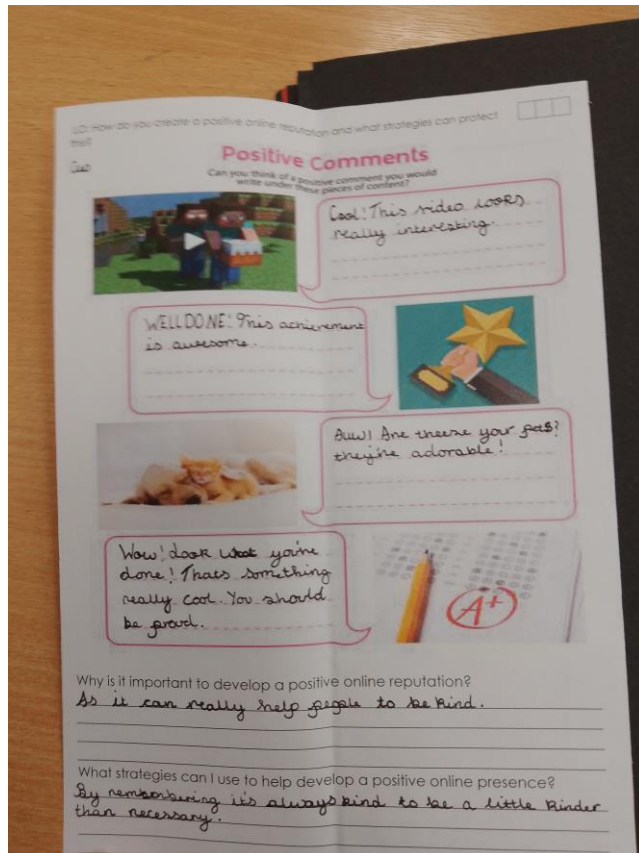 LO: How do you create a positive online reputation and what strategies can protect
this?
Positive Comments
Can you think of a positive comment you would
write under these pieces of content?
Cool! This video looks
really interesting.
WELL DONE! This achievement
is awesome.
Aww! Are theese your pets?
they're adorable!
Wow! Look what you're
done! Thats something
really cool. You should
be proud.
A+
Why is it important to develop a positive online reputation?
As it can really help people to be kind.
What strategies can I use to help develop a positive online presence?
By remembering it's always kind to be a little kinder
than necessary.